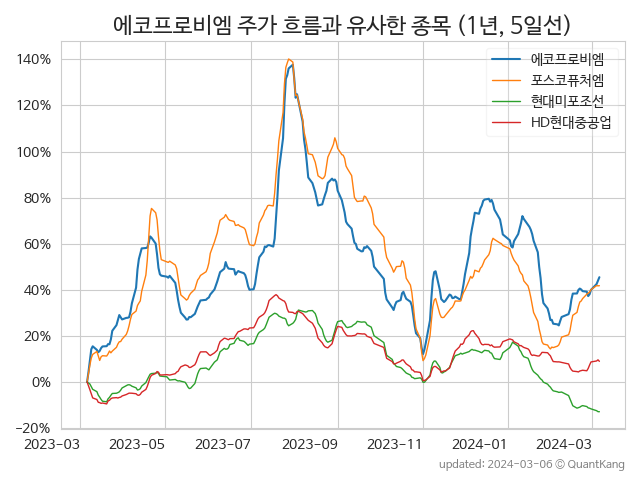 에코프로비엠 주가 흐름과 유사한 종목 (1년, 5일선)
에코프로비엠
포스코퓨처엠
현대미포조선
HD현대중공업
140%
120%
100%
80%
60%
40%
20%
0%
−20%
2023-03
2023-05
2023-07
2023-09
2023-11
2024-01
2024-03
updated: 2024-03-06 © QuantKang